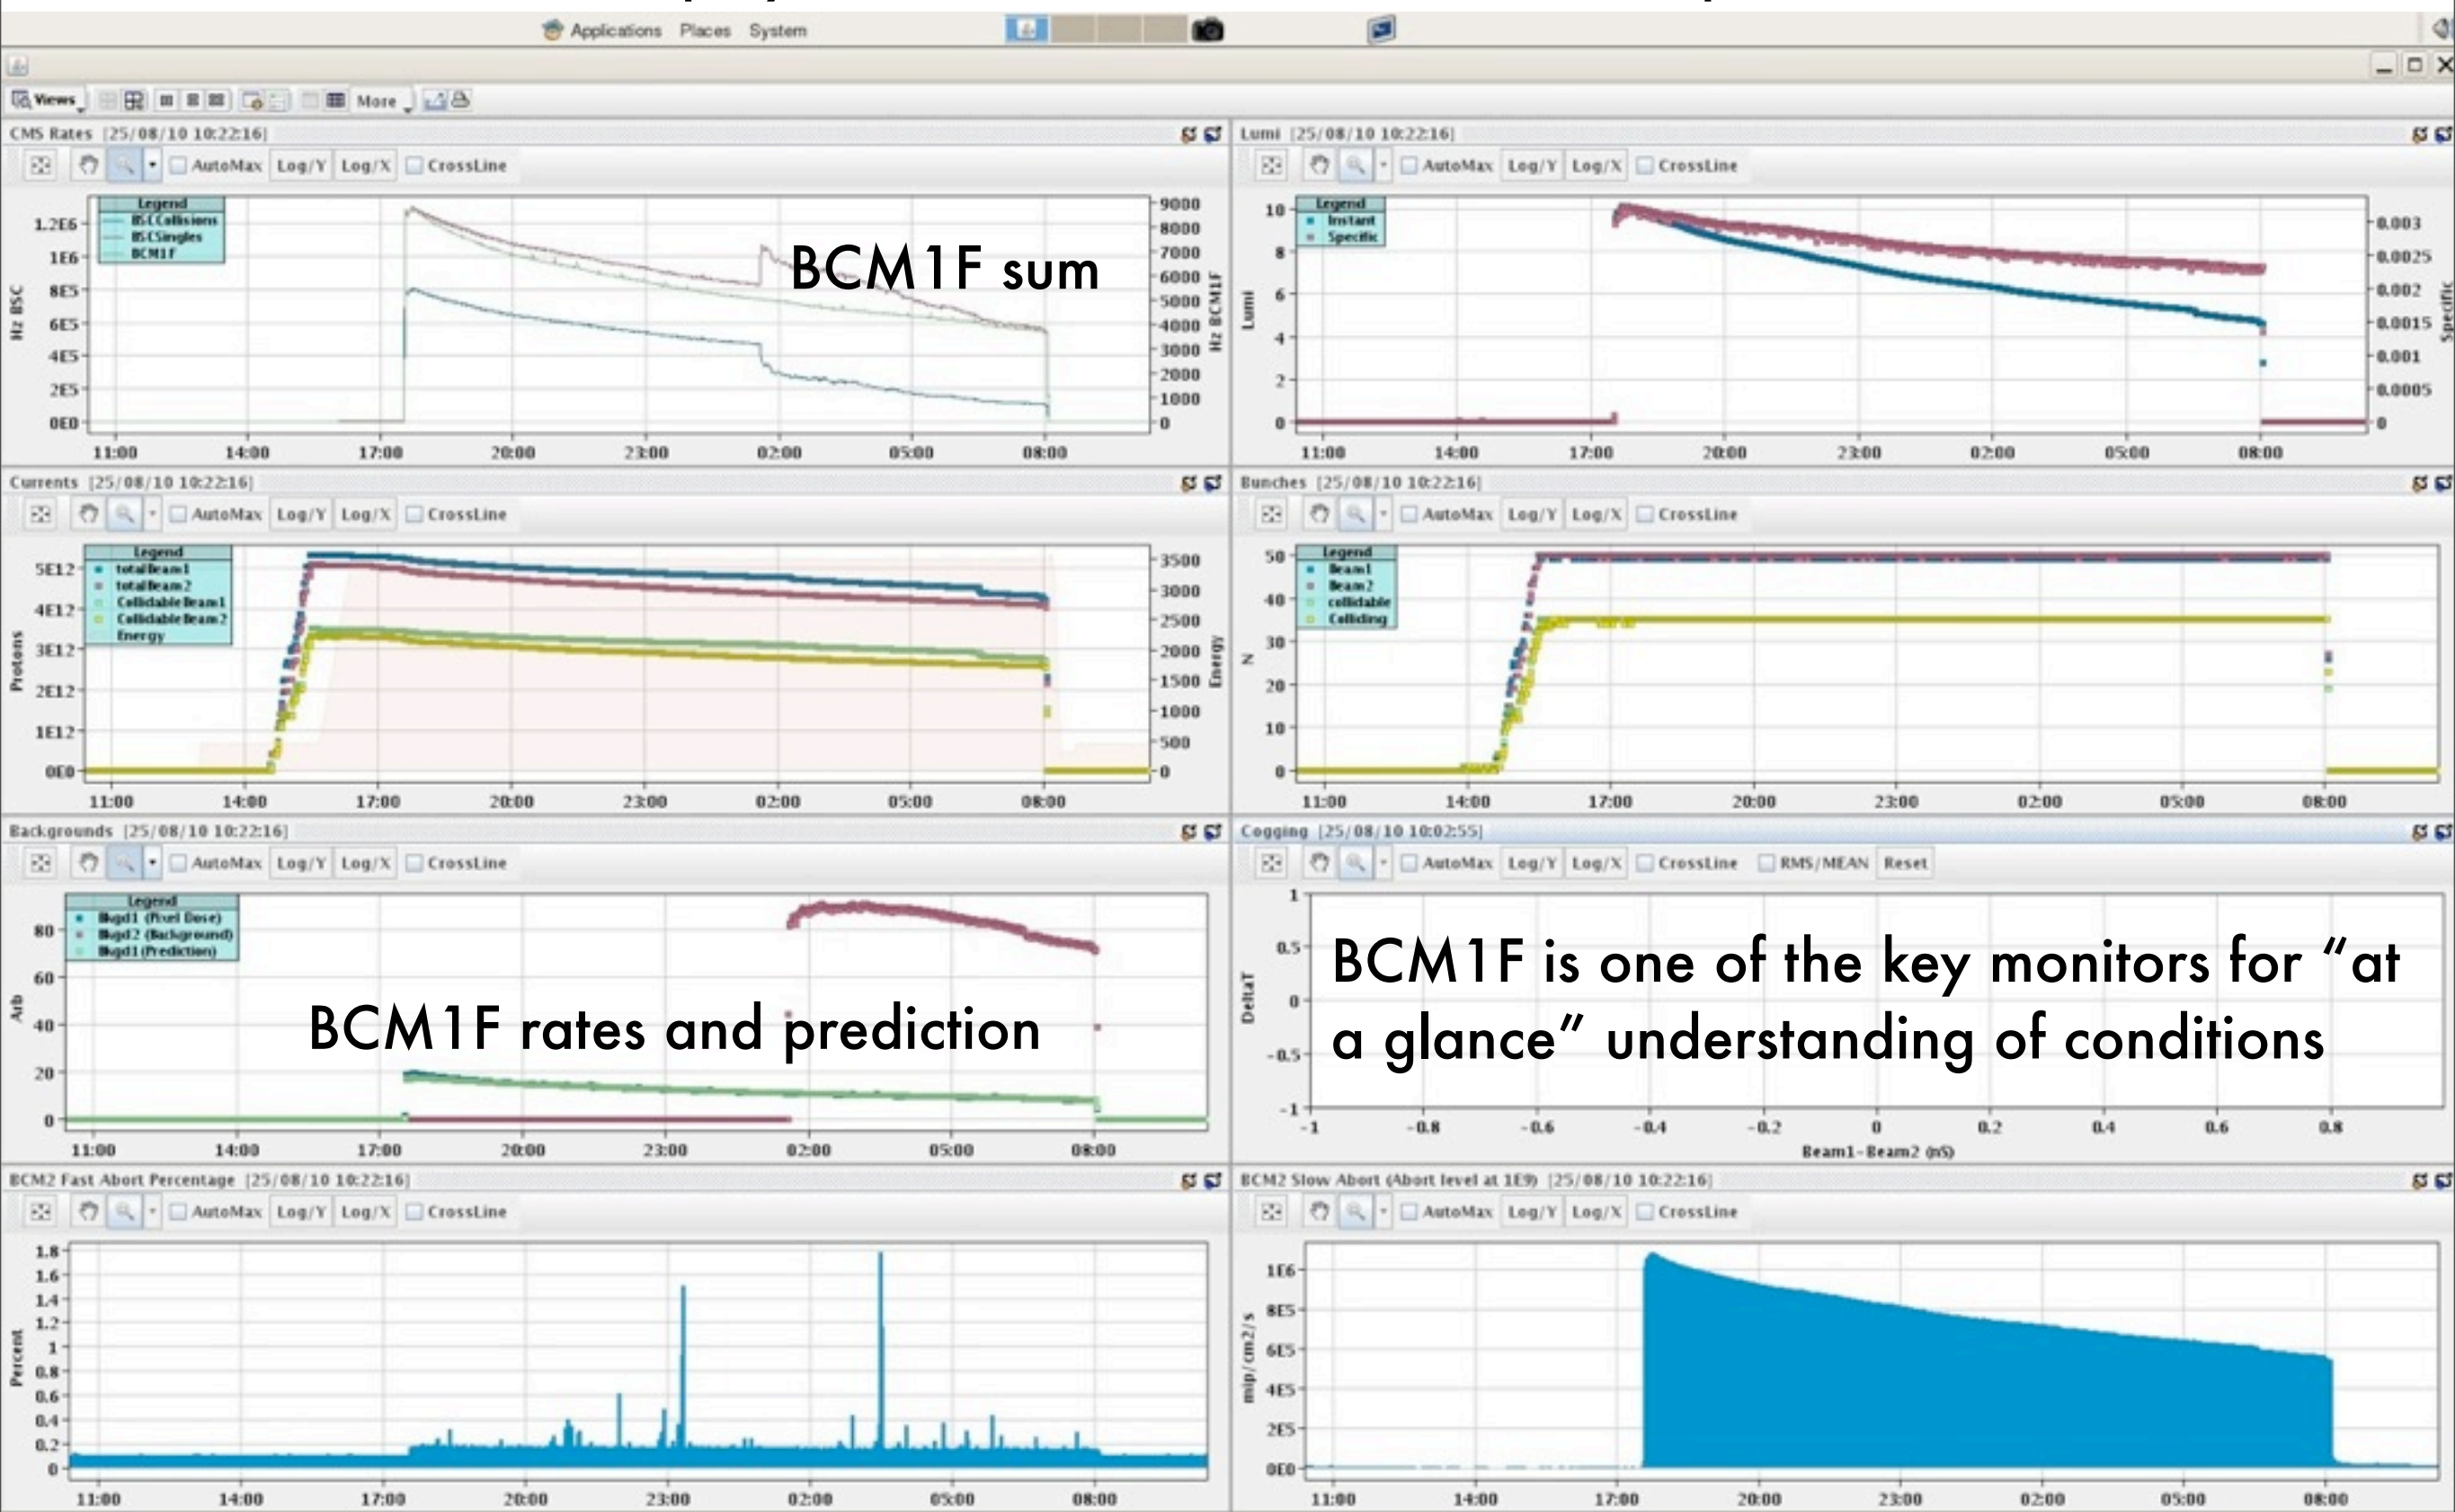 Applications Places System
Views More
CMS Rates [25/08/10 10:22:16]
AutoMax Log/Y Log/X CrossLine
Legend
BSCCollisions
BSCSingles
BCM1F
1.2E6
1E6
8E5
6E5
4E5
2E5
0E0
Hz BSC
9000
8000
7000
6000
5000
4000
3000
2000
1000
0
Hz BCM1F
BCM1F sum
11:00 14:00 17:00 20:00 23:00 02:00 05:00 08:00
Lumi [25/08/10 10:22:16]
AutoMax Log/Y Log/X CrossLine
Legend
Instant
Specific
10
8
6
4
2
0
Lumi
0.003
0.0025
0.002
0.0015
0.001
0.0005
0
Specific
11:00 14:00 17:00 20:00 23:00 02:00 05:00 08:00
Currents [25/08/10 10:22:16]
AutoMax Log/Y Log/X CrossLine
Legend
totalBeam1
totalBeam2
CollidableBeam1
CollidableBeam2
Energy
5E12
4E12
3E12
2E12
1E12
0E0
Protons
3500
3000
2500
2000
1500
1000
500
0
Energy
11:00 14:00 17:00 20:00 23:00 02:00 05:00 08:00
Bunches [25/08/10 10:22:16]
AutoMax Log/Y Log/X CrossLine
Legend
Beam1
Beam2
collidable
Colliding
50
40
30
20
10
0
N
11:00 14:00 17:00 20:00 23:00 02:00 05:00 08:00
Backgrounds [25/08/10 10:22:16]
AutoMax Log/Y Log/X CrossLine
Legend
Bkgd1 (Pixel Dose)
Bkgd2 (Background)
Bkgd1 (Prediction)
80
60
40
20
0
Arb
BCM1F rates and prediction
11:00 14:00 17:00 20:00 23:00 02:00 05:00 08:00
Cogging [25/08/10 10:02:55]
AutoMax Log/Y Log/X CrossLine RMS/MEAN Reset
1
0.5
0
-0.5
-1
DeltaT
BCM1F is one of the key monitors for “at
a glance” understanding of conditions
-1 -0.8 -0.6 -0.4 -0.2 0 0.2 0.4 0.6 0.8
Beam1-Beam2 (nS)
BCM2 Fast Abort Percentage [25/08/10 10:22:16]
AutoMax Log/Y Log/X CrossLine
1.8
1.6
1.4
1.2
1
0.8
0.6
0.4
0.2
0
Percent
11:00 14:00 17:00 20:00 23:00 02:00 05:00 08:00
BCM2 Slow Abort (Abort level at 1E9) [25/08/10 10:22:16]
AutoMax Log/Y Log/X CrossLine
1E6
8E5
6E5
4E5
2E5
0E0
mip/cm2/s
11:00 14:00 17:00 20:00 23:00 02:00 05:00 08:00